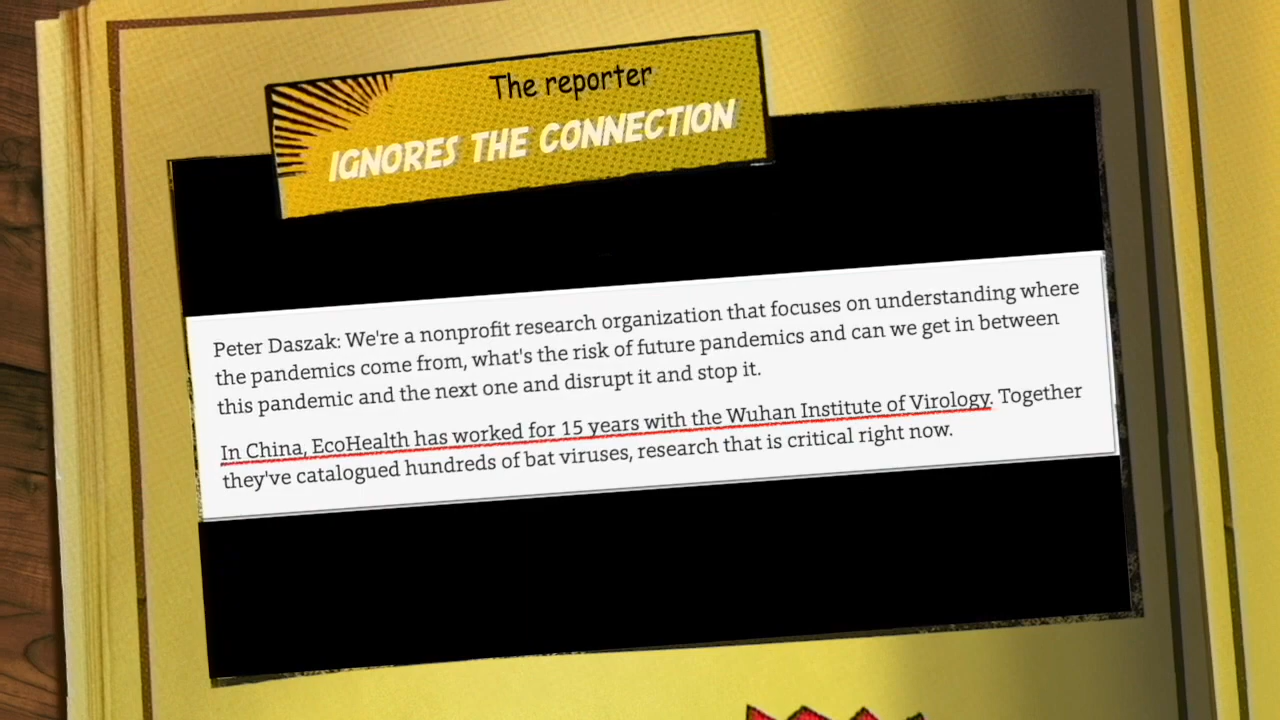 The reporter
IGNORES THE CONNECTION
Peter Daszak: We're a nonprofit research organization that focuses on understanding where
the pandemics come from, what's the risk of future pandemics and can we get in between
this pandemic and the next one and disrupt it and stop it.
In China, EcoHealth has worked for 15 years with the Wuhan Institute of Virology. Together
they've catalogued hundreds of bat viruses, research that is critical right now.